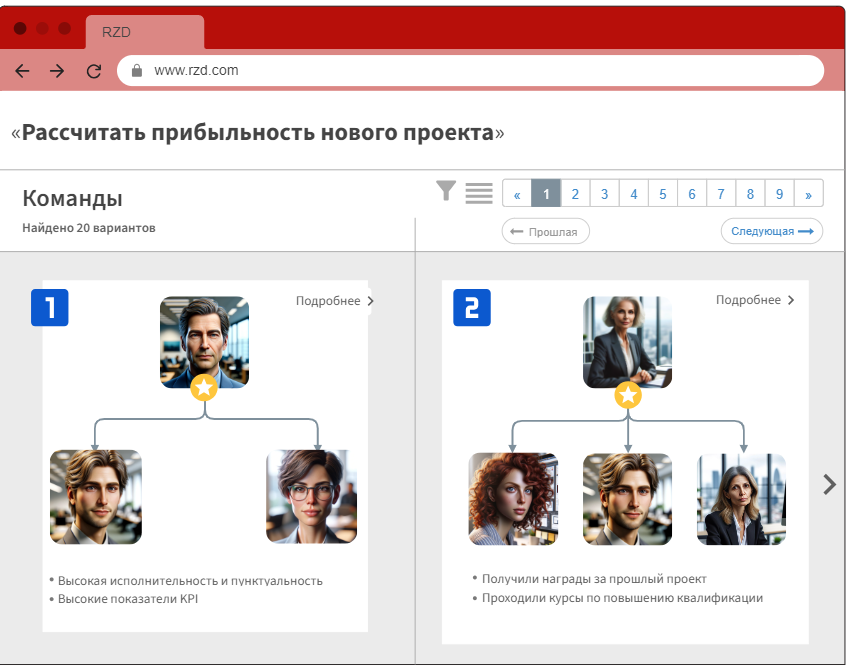 RZD
www.rzd.com
«Рассчитать прибыльность нового проекта»
Команды
Найдено 20 вариантов
« 1 2 3 4 5 6 7 8 9 »
Прошлая
Следующая
1
Подробнее
• Высокая исполнительность и пунктуальность
• Высокие показатели KPI
2
Подробнее
• Получили награды за прошлый проект
• Проходили курсы по повышению квалификации